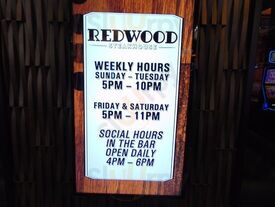 REDWOOD
STEAKHOUSE
WEEKLY HOURS
SUNDAY – TUESDAY
5PM – 10PM
FRIDAY & SATURDAY
5PM – 11PM
SOCIAL HOURS
IN THE BAR
OPEN DAILY
4PM – 6PM